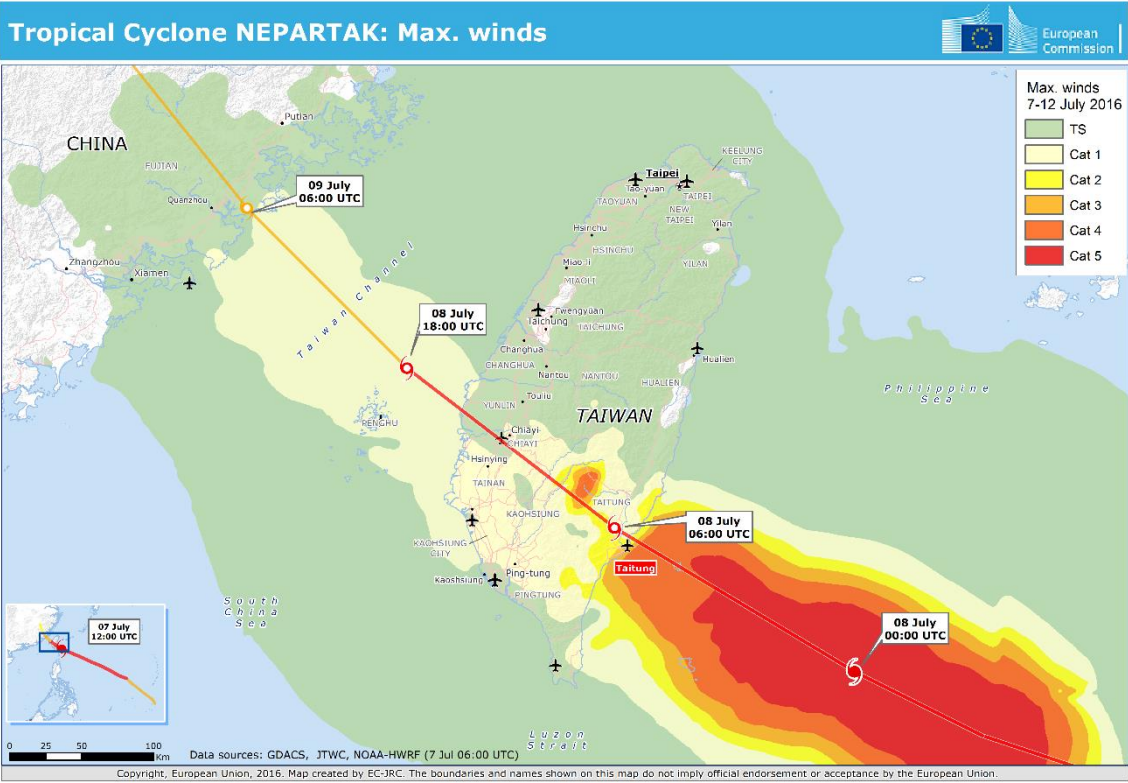 Tropical Cyclone NEPARTAK: Max. winds
European
Commission
Max. winds
7-12 July 2016
TS
Cat 1
Cat 2
Cat 3
Cat 4
Cat 5
CHINA
Putian
FUJIAN
09 July
06:00 UTC
Quanzhou
Zhangzhou
Xiamen
Taiwan Channel
08 July
18:00 UTC
KEELUNG
CITY
Taipei
Tao-yuan
TAIPEI
TAOYUAN
NEW
TAIPEI
Yilan
Hsinchu
HSINCHU
Miao-li
YILAN
MIAOLI
Fwengyuan
Taichung
TAICHUNG
Changhua
Hualien
CHANGHUA
Nantou
NANTOU
HUALIEN
Touliu
YUNLIN
TAIWAN
Philippine
Sea
PENGHU
Chiayi
CHIAYI
Hsinying
TAINAN
TAITUNG
KAOHSIUNG
08 July
06:00 UTC
KAOHSIUNG
CITY
Taitung
Kaoshsiung
Ping-tung
PINGTUNG
South
China
Sea
08 July
00:00 UTC
07 July
12:00 UTC
Luzon
Strait
0 25 50 100
Km
Data sources: GDACS, JTWC, NOAA-HWRF (7 Jul 06:00 UTC)
Copyright, European Union, 2016. Map created by EC-JRC. The boundaries and names shown on this map do not imply official endorsement or acceptance by the European Union.